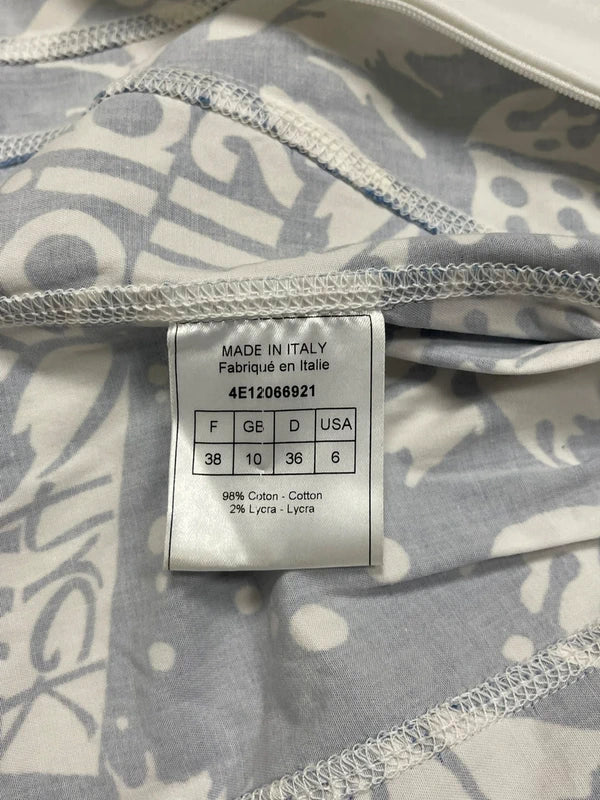 MADE IN ITALY
Fabriqué en Italie
4E12066921
F GB D USA
38 10 36 6
98% Coton - Cotton
2% Lycra - Lycra